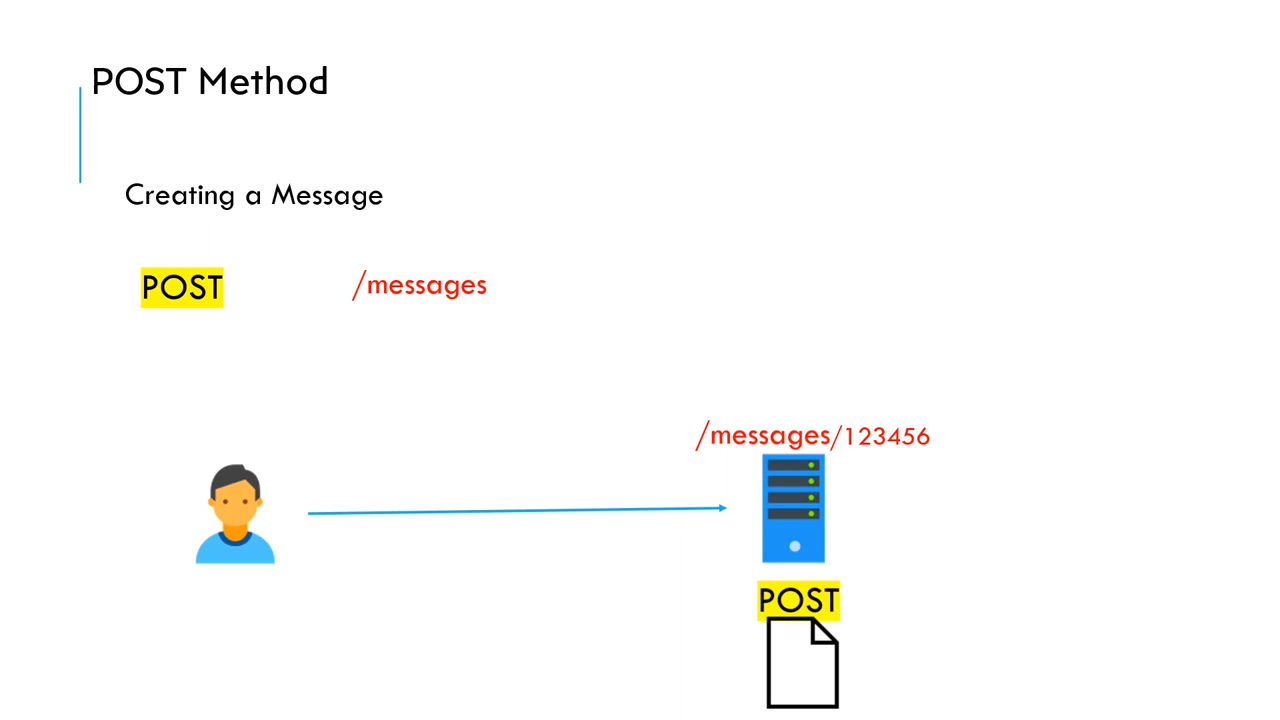 POST Method
Creating a Message
POST /messages
/messages/123456
POST